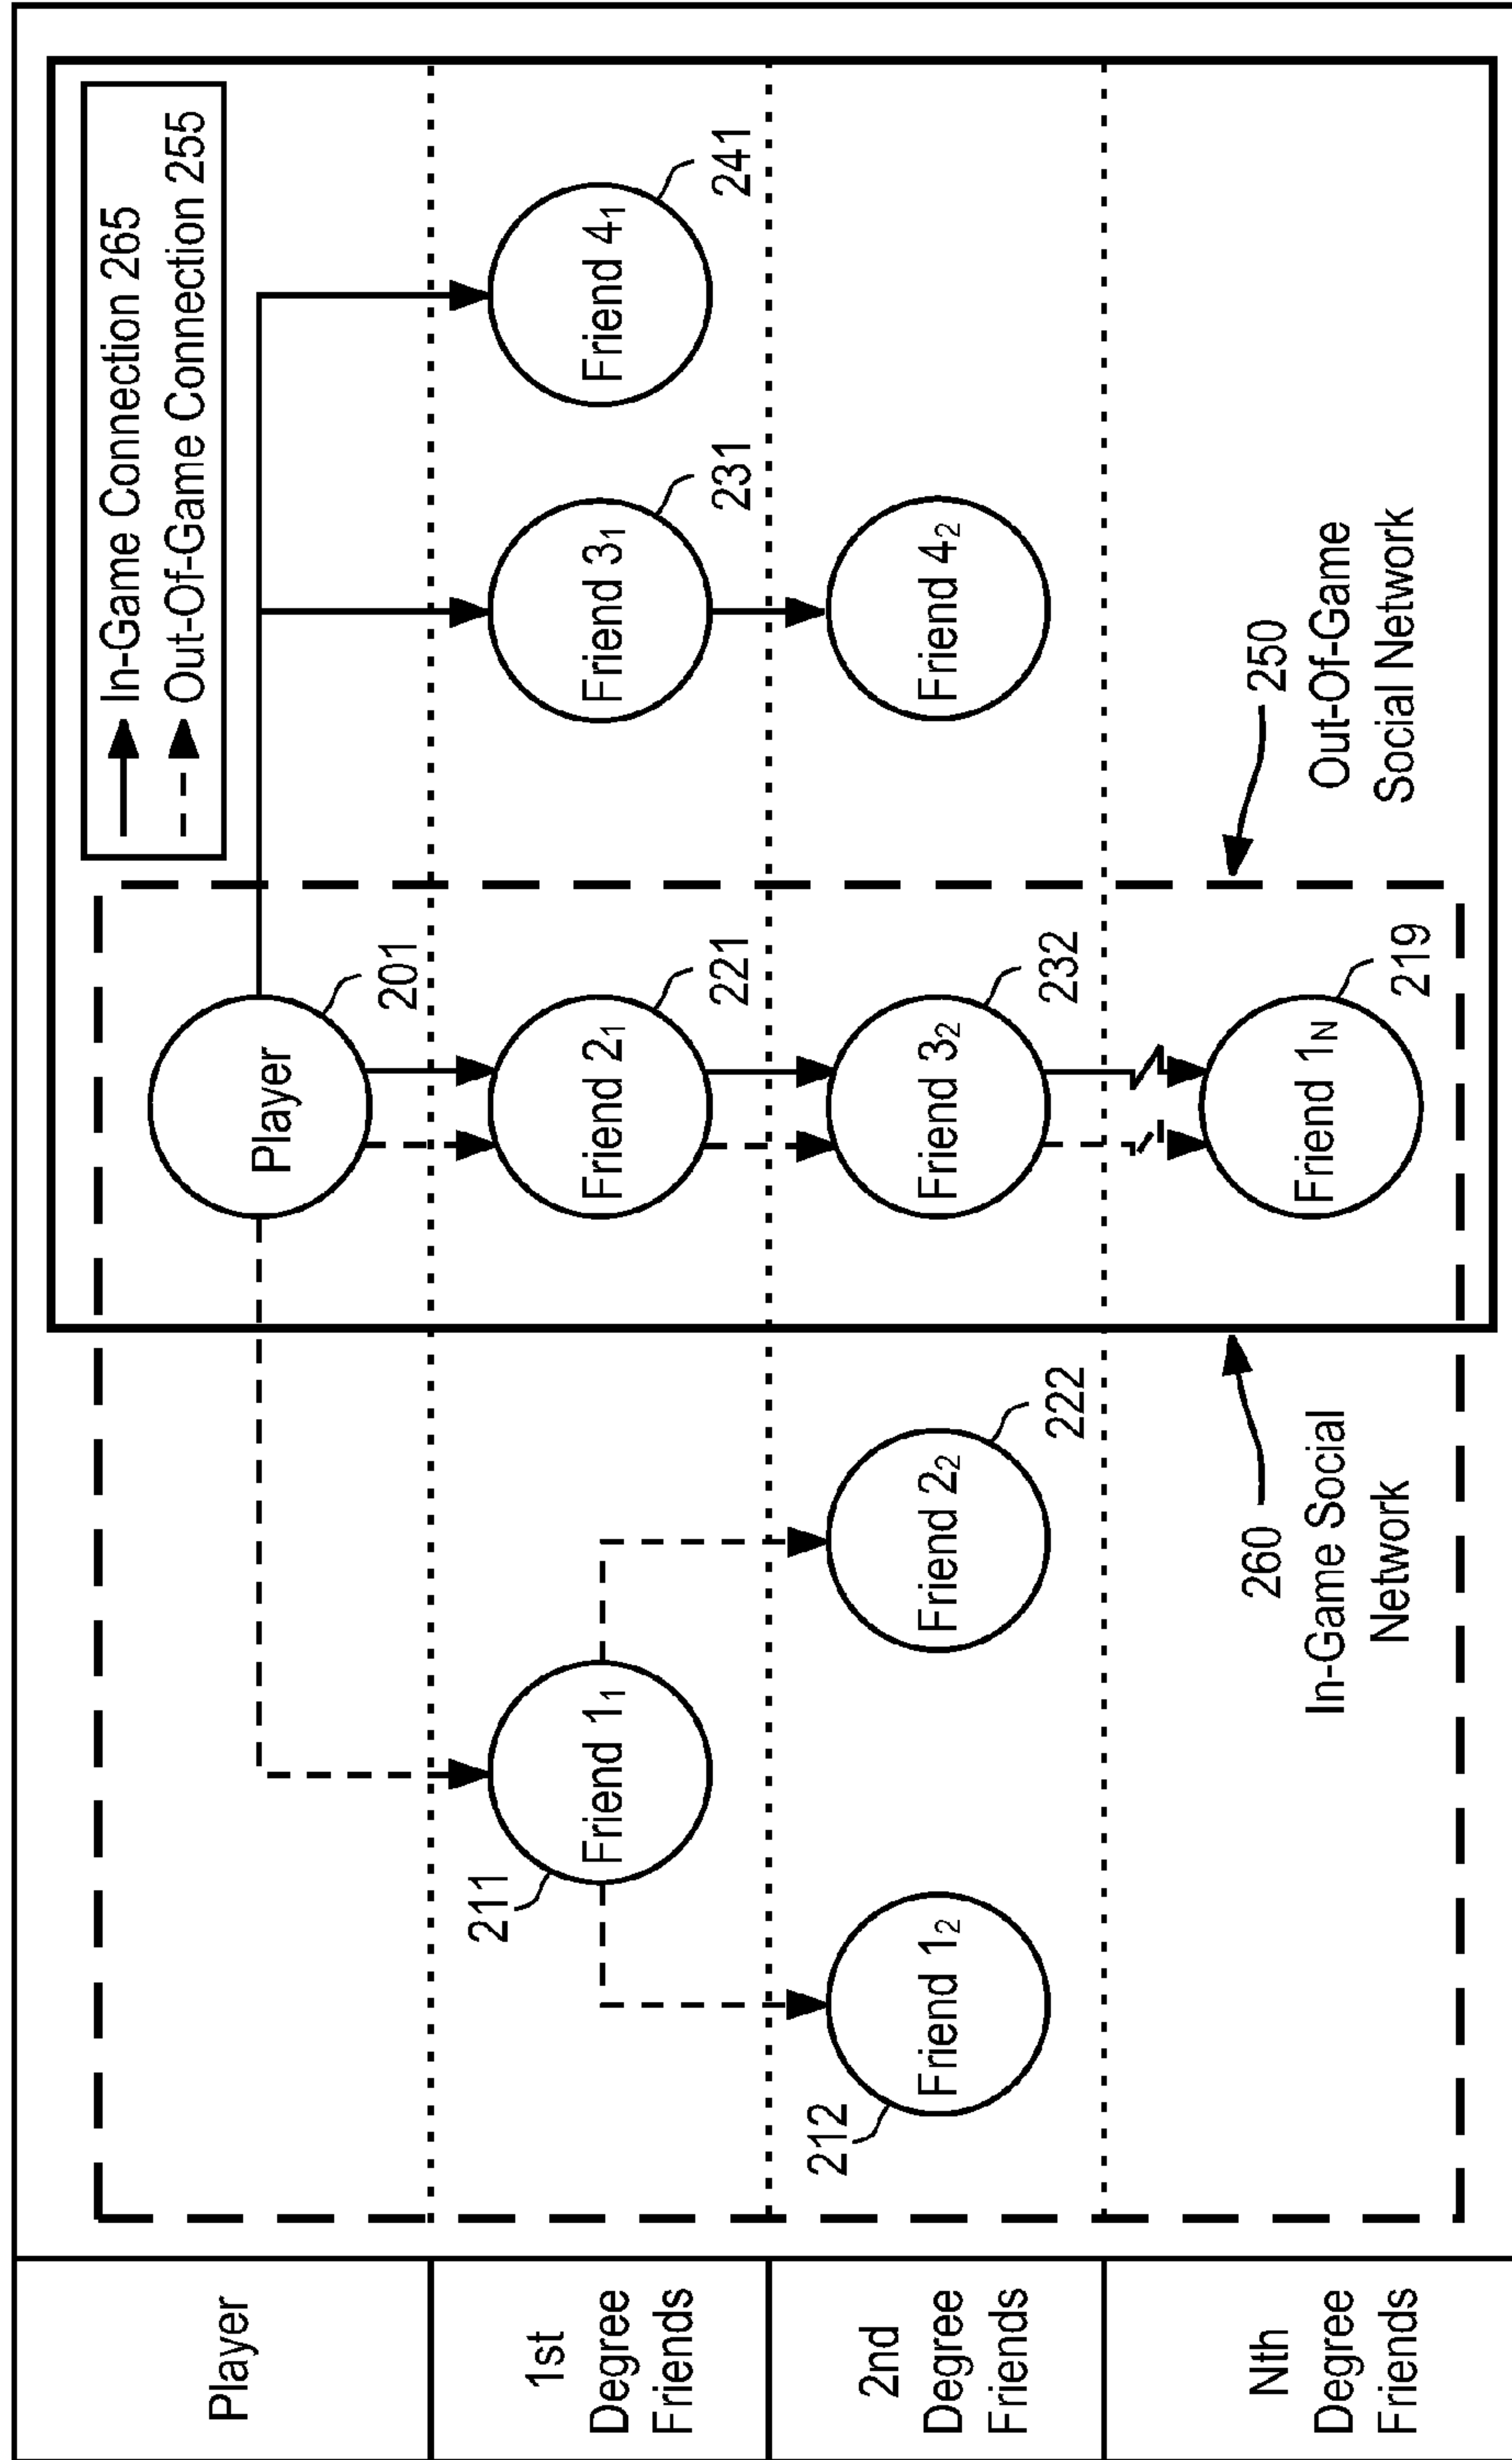 Player
1st
Degree
Friends
2nd
Degree
Friends
Nth
Degree
Friends
In-Game Connection 265
Out-Of-Game Connection 255
Player
201
211
Friend 1₁
Friend 2₁
221
Friend 3₁
231
Friend 4₁
241
212
Friend 1₂
Friend 2₂
222
Friend 3₂
232
Friend 4₂
260
In-Game Social
Network
Friend 1N
219
250
Out-Of-Game
Social Network